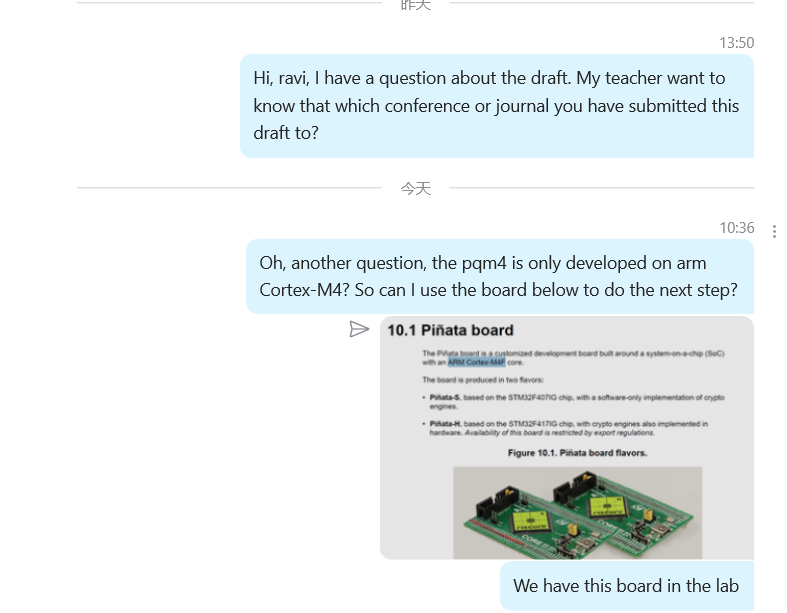 昨天
13:50
Hi, ravi, I have a question about the draft. My teacher want to
know that which conference or journal you have submitted this
draft to?
今天
10:36
Oh, another question, the pqm4 is only developed on arm
Cortex-M4? So can I use the board below to do the next step?
10.1 Piñata board
The Piñata board is a customized development board built around a system-on-a-chip (SoC)
with an ARM Cortex-M4F core.
The board is produced in two flavors:
• Piñata-S, based on the STM32F407IG chip, with a software-only implementation of crypto
engines.
• Piñata-H, based on the STM32F417IG chip, with crypto engines also implemented in
hardware. Availability of this board is restricted by export regulations.
Figure 10.1. Piñata board flavors.
We have this board in the lab